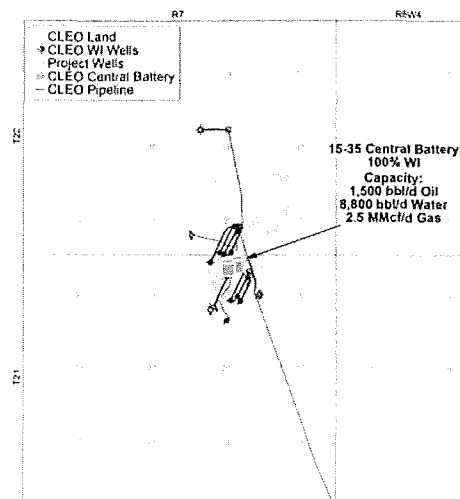 R7
R6W4
CLEO Land
CLEO WI Wells
Project Wells
CLEO Central Battery
CLEO Pipeline
T22
15-35 Central Battery
100% WI
Capacity:
1,500 bbl/d Oil
8,800 bbl/d Water
2.5 MMcf/d Gas
T21